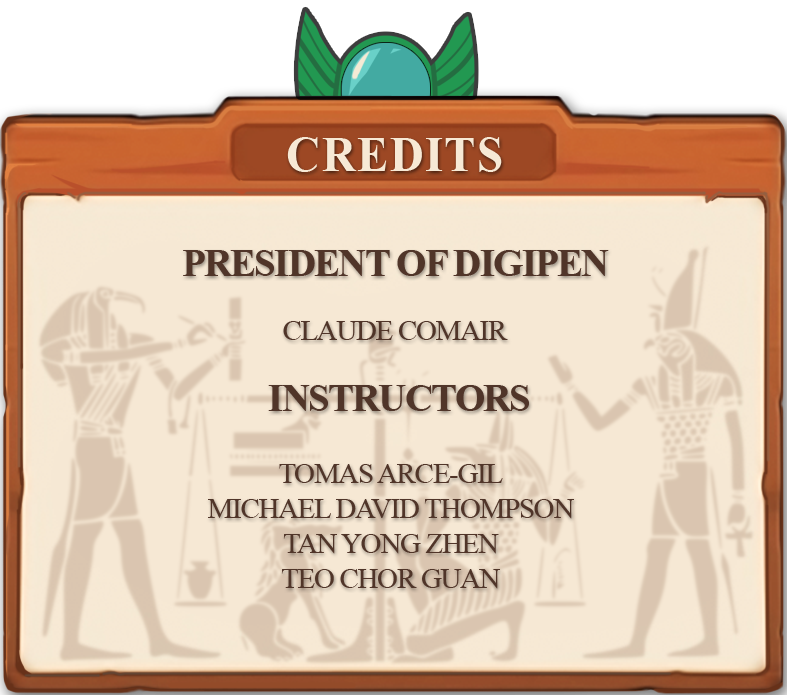 CREDITS
PRESIDENT OF DIGIPEN
CLAUDE COMAIR
INSTRUCTORS
TOMAS ARCE-GIL
MICHAEL DAVID THOMPSON
TAN YONG ZHEN
TEO CHOR GUAN